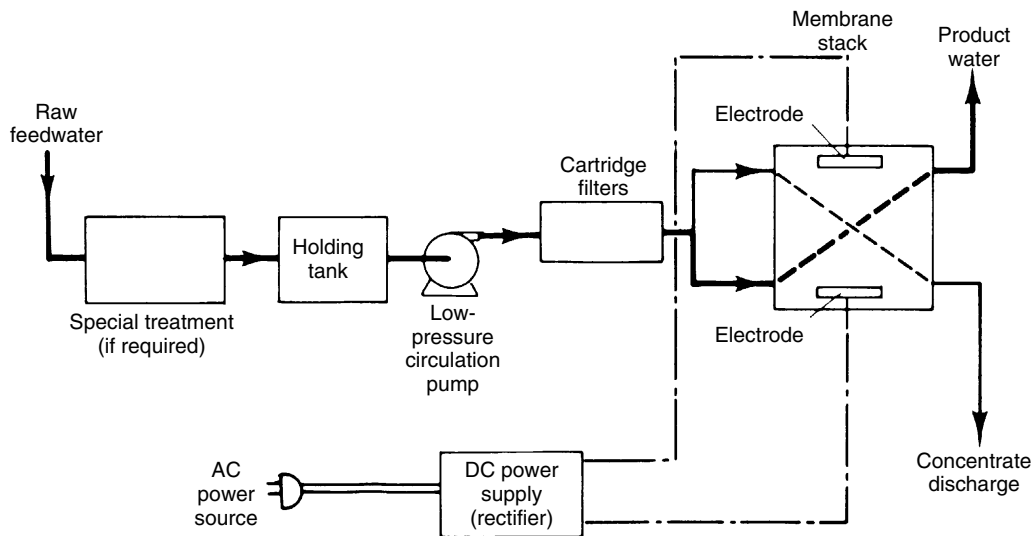 Membrane
stack
Product
water
Raw
feedwater
Electrode
Cartridge
filters
Holding
tank
Special treatment
(if required)
Low-
pressure
circulation
pump
Electrode
AC
power
source
DC power
supply
(rectifier)
Concentrate
discharge